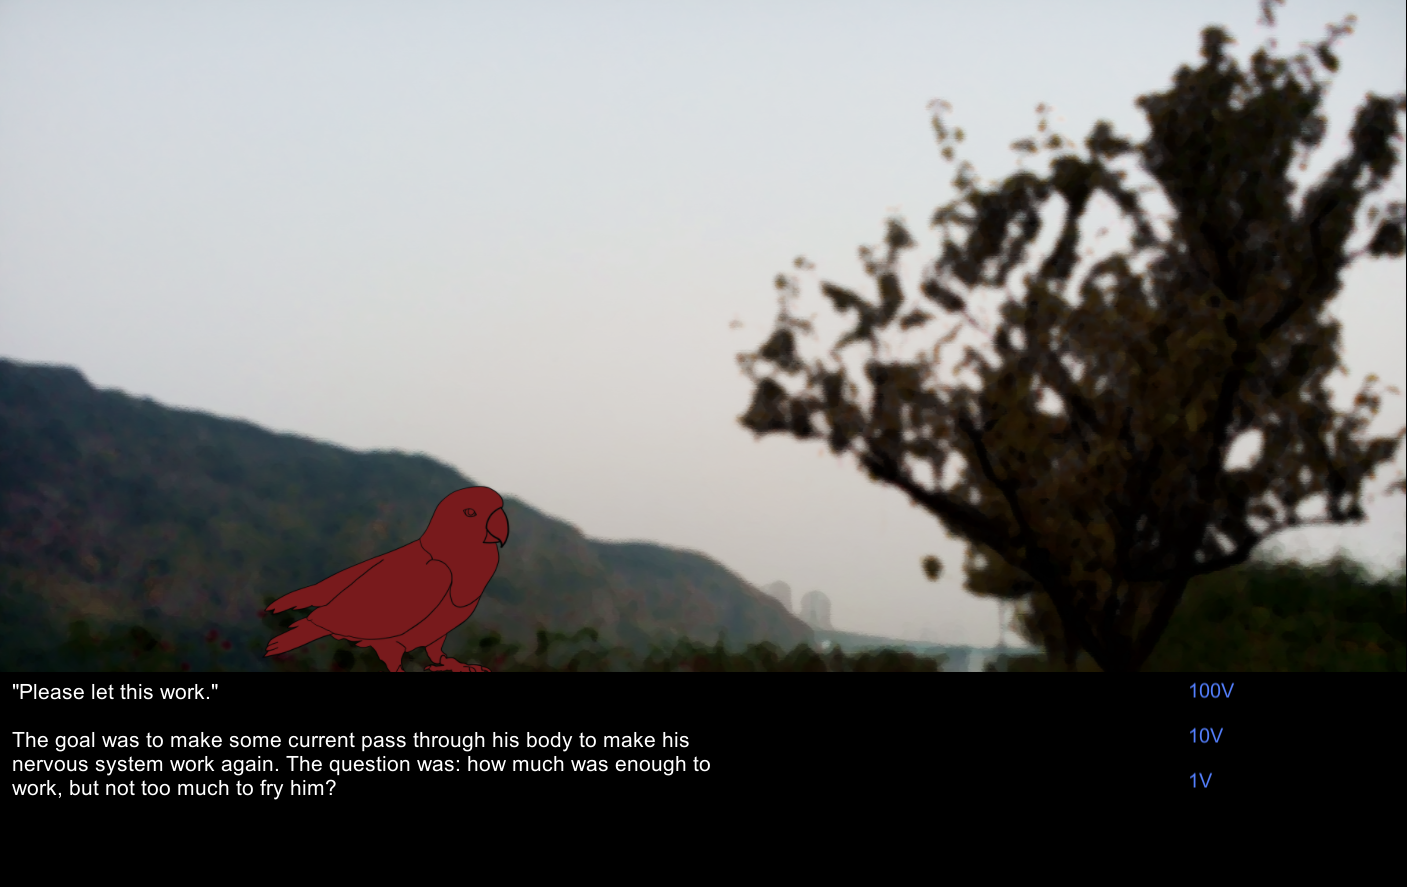 "Please let this work."
The goal was to make some current pass through his body to make his
nervous system work again. The question was: how much was enough to
work, but not too much to fry him?
100V
10V
1V